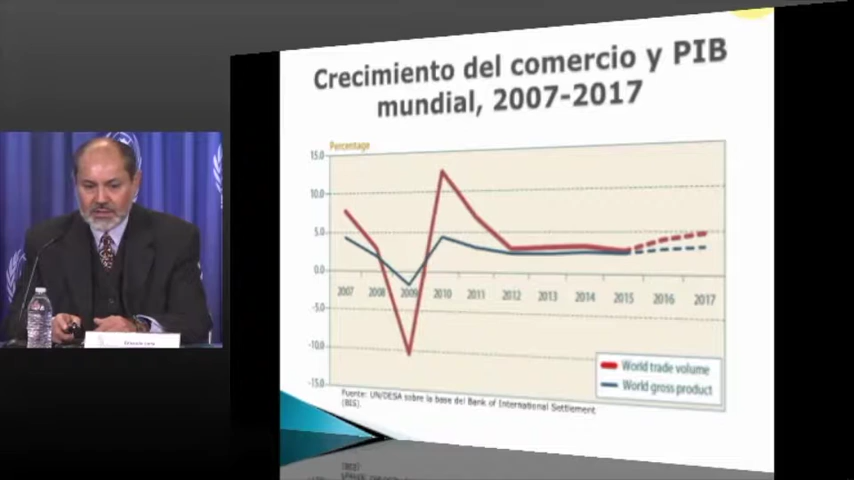 Crecimiento del comercio y PIB
mundial, 2007-2017
Percentage
15.0
10.0
5.0
0.0
-5.0
-10.0
-15.0
2007 2008 2009 2010 2011 2012 2013 2014 2015 2016 2017
World trade volume
World gross product
Fuente: UN/DESA sobre la base del Bank of International Settlement
(BIS).
(BIS)